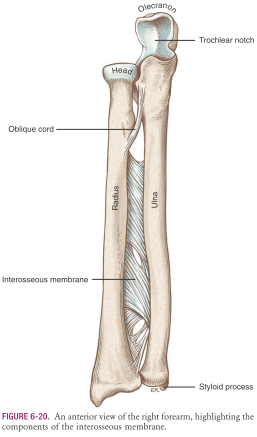 Olecranon
Trochlear notch
Head
Oblique cord
Radius
Ulna
Interosseous membrane
Styloid process
FIGURE 6-20. An anterior view of the right forearm, highlighting the
components of the interosseous membrane.